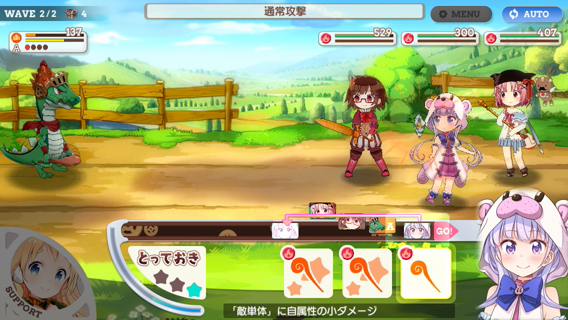 WAVE 2/2 4
通常攻撃
MENU
AUTO
137
A
529
300
407
GO!
とっておき
SUPPORT
「敵単体」に自属性の小ダメージ